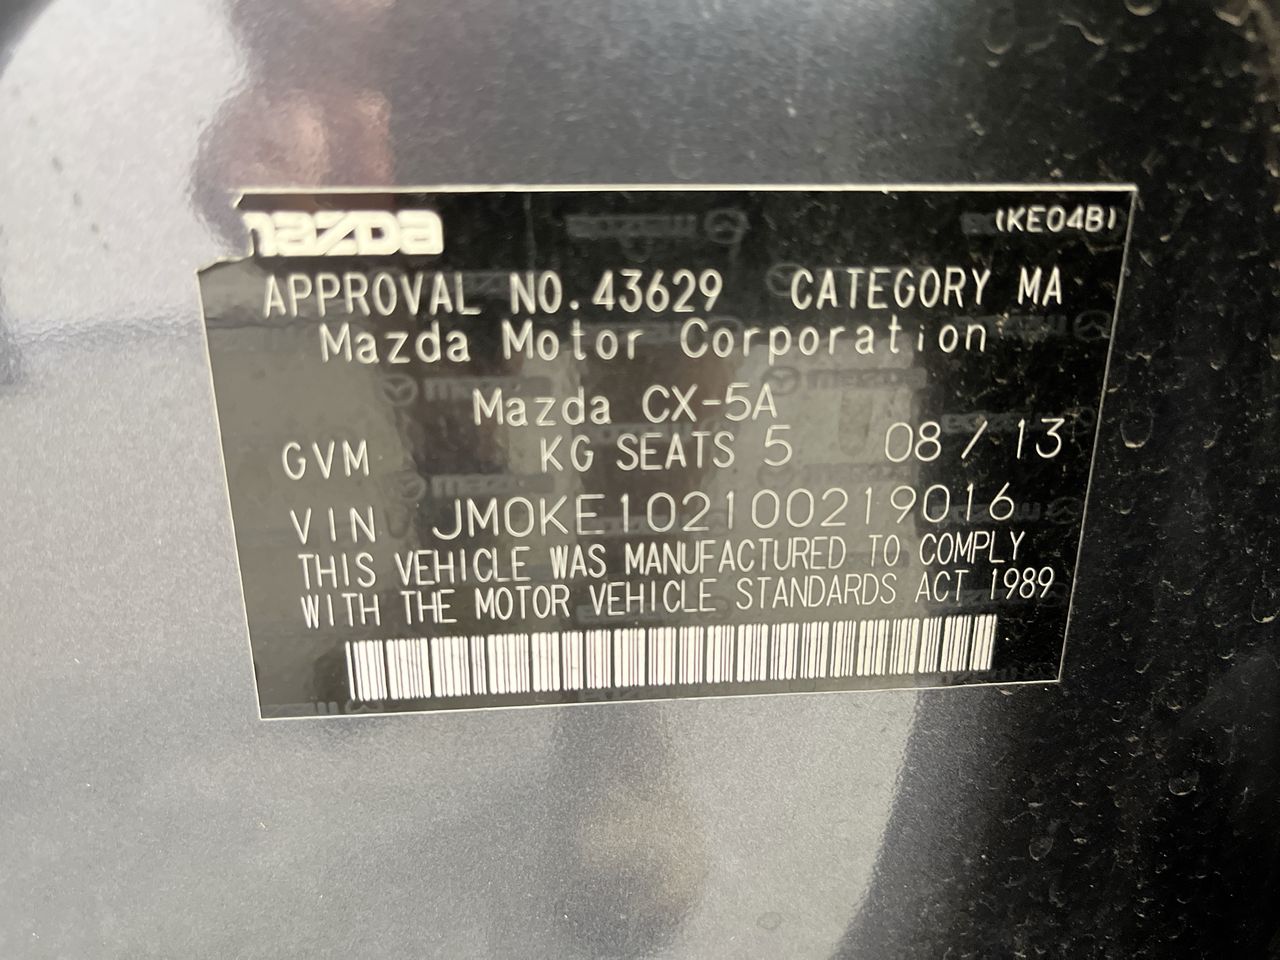 mazda (KE04B)
APPROVAL NO.43629 CATEGORY MA
Mazda Motor Corporation
Mazda CX-5A
GVM KG SEATS 5 08/13
VIN JM0KE102100219016
THIS VEHICLE WAS MANUFACTURED TO COMPLY
WITH THE MOTOR VEHICLE STANDARDS ACT 1989